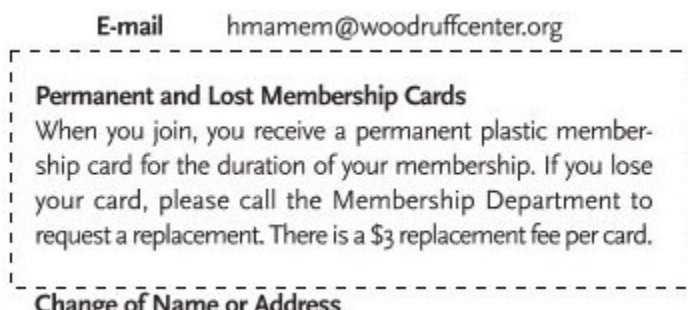 E-mail hmamem@woodruffcenter.org
Permanent and Lost Membership Cards
When you join, you receive a permanent plastic member-
ship card for the duration of your membership. If you lose
your card, please call the Membership Department to
request a replacement. There is a $3 replacement fee per card.
Change of Name or Address